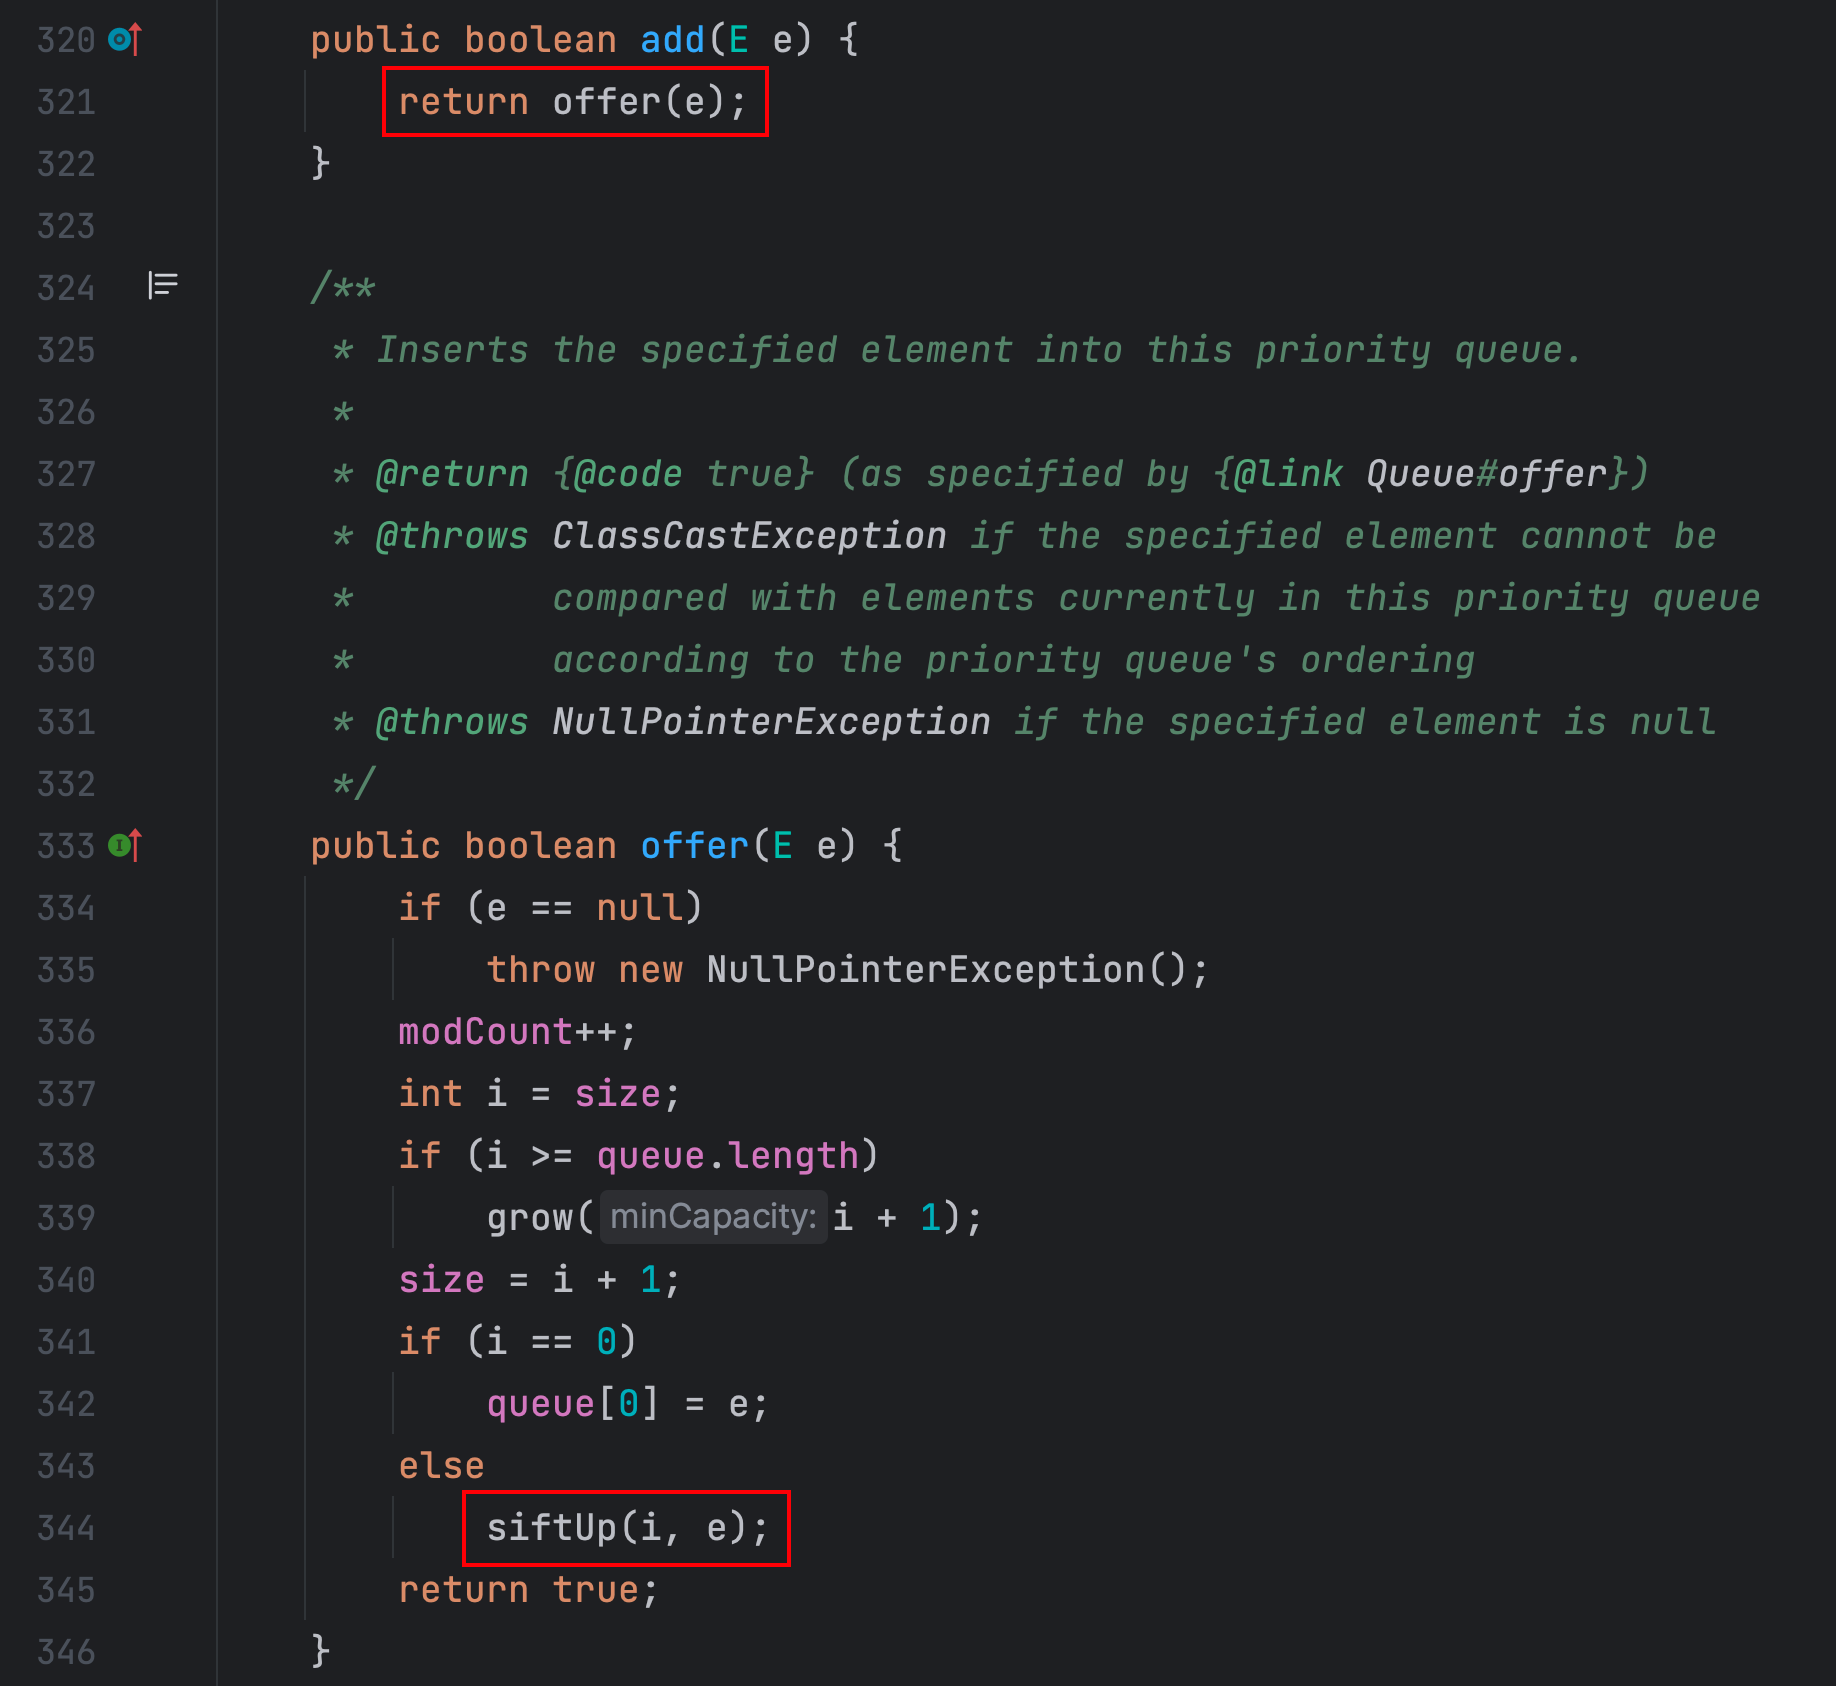 320 public boolean add(E e) {
321 return offer(e);
322 }
323
324 /**
325 * Inserts the specified element into this priority queue.
326 *
327 * @return {@code true} (as specified by {@link Queue#offer})
328 * @throws ClassCastException if the specified element cannot be
329 * compared with elements currently in this priority queue
330 * according to the priority queue's ordering
331 * @throws NullPointerException if the specified element is null
332 */
333 public boolean offer(E e) {
334 if (e == null)
335 throw new NullPointerException();
336 modCount++;
337 int i = size;
338 if (i >= queue.length)
339 grow( minCapacity: i + 1);
340 size = i + 1;
341 if (i == 0)
342 queue[0] = e;
343 else
344 siftUp(i, e);
345 return true;
346 }